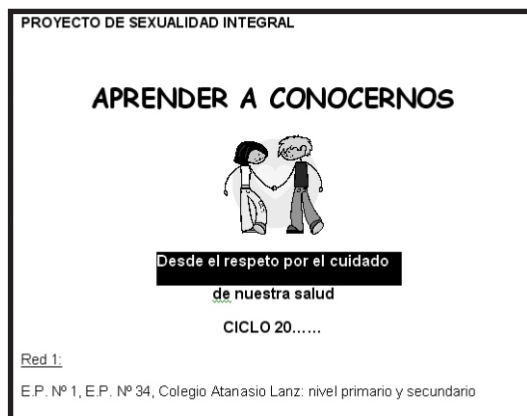 PROYECTO DE SEXUALIDAD INTEGRAL
APRENDER A CONOCERNOS
Desde el respeto por el cuidado
de nuestra salud
CICLO 20......
Red 1:
E.P. Nº 1, E.P. Nº 34, Colegio Atanasio Lanz: nivel primario y secundario